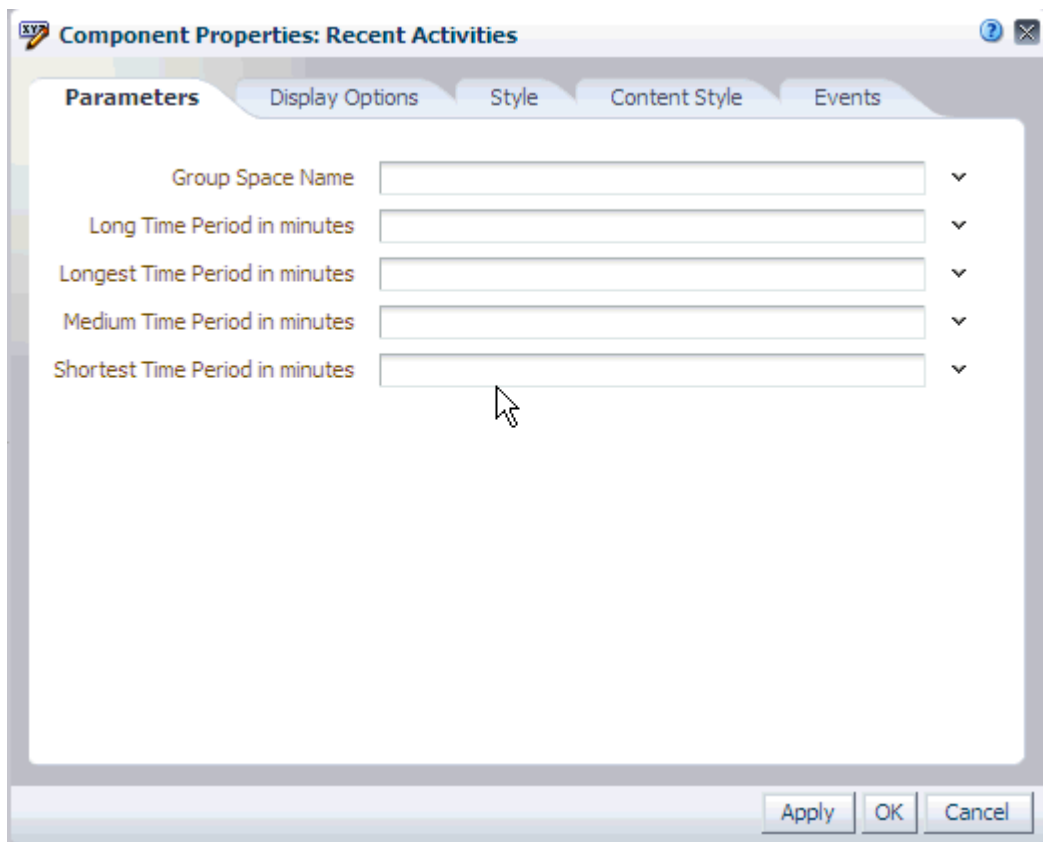 Component Properties: Recent Activities
Parameters Display Options Style Content Style Events
Group Space Name
Long Time Period in minutes
Longest Time Period in minutes
Medium Time Period in minutes
Shortest Time Period in minutes
Apply OK Cancel